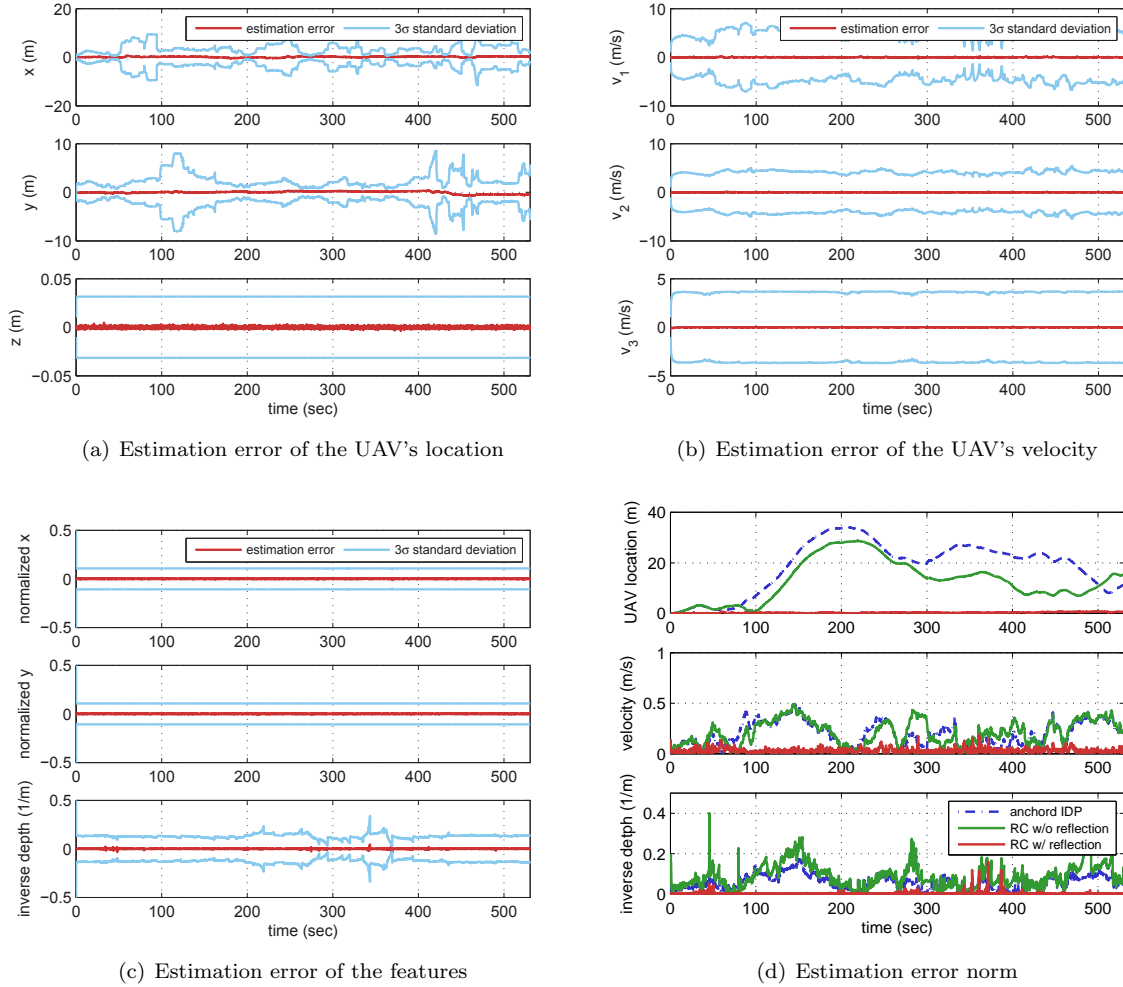 estimation error 3σ standard deviation
x (m)
20
0
−20
0 100 200 300 400 500
y (m)
10
0
−10
0 100 200 300 400 500
z (m)
0.05
0
−0.05
0 100 200 300 400 500
time (sec)
(a) Estimation error of the UAV's location
estimation error 3σ standard deviation
v1 (m/s)
10
0
−10
0 100 200 300 400 500
v2 (m/s)
10
0
−10
0 100 200 300 400 500
v3 (m/s)
5
0
−5
0 100 200 300 400 500
time (sec)
(b) Estimation error of the UAV's velocity
estimation error 3σ standard deviation
normalized x
0.5
0
−0.5
0 100 200 300 400 500
normalized y
0.5
0
−0.5
0 100 200 300 400 500
inverse depth (1/m)
0.5
0
−0.5
0 100 200 300 400 500
time (sec)
(c) Estimation error of the features
UAV location (m)
40
20
0
0 100 200 300 400 500
velocity (m/s)
1
0.5
0
0 100 200 300 400 500
inverse detph (1/m)
0.4
0.2
0
anchord IDP
RC w/o reflection
RC w/ reflection
0 100 200 300 400 500
time (sec)
(d) Estimation error norm